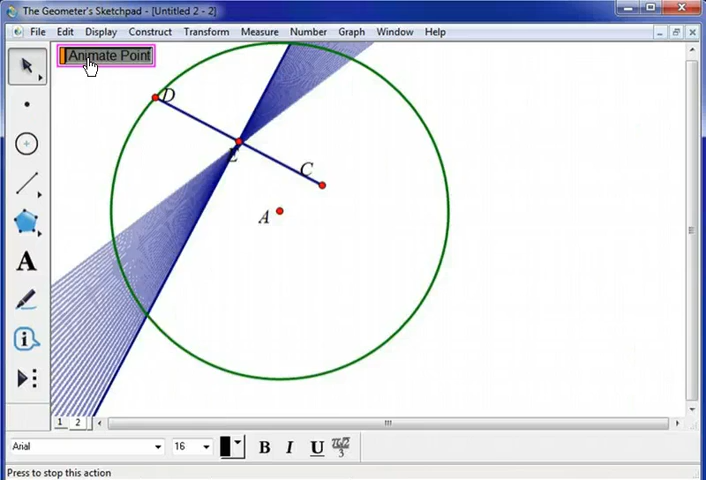 The Geometer's Sketchpad - [Untitled 2 - 2]
File Edit Display Construct Transform Measure Number Graph Window Help
Animate Point
D
E
C
A
A
1 2
Arial 16 B I U
Press to stop this action